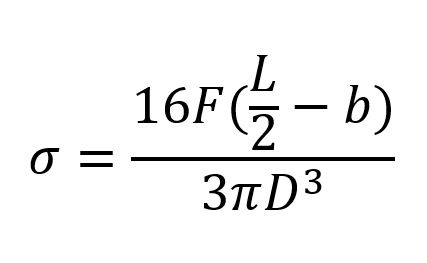 σ = 16F(L/2 − b) / 3πD³